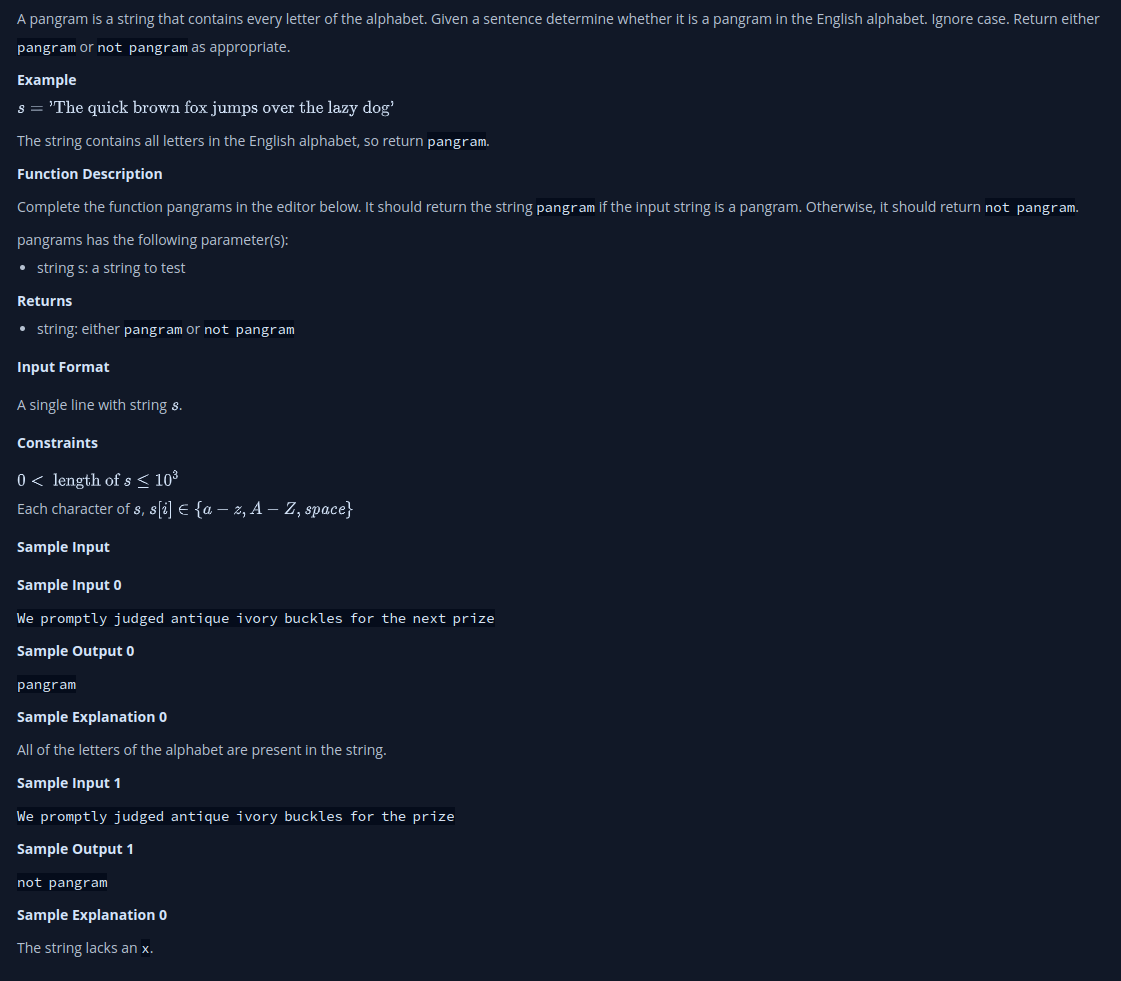 A pangram is a string that contains every letter of the alphabet. Given a sentence determine whether it is a pangram in the English alphabet. Ignore case. Return either
pangram or not pangram as appropriate.
Example
s = 'The quick brown fox jumps over the lazy dog'
The string contains all letters in the English alphabet, so return pangram.
Function Description
Complete the function pangrams in the editor below. It should return the string pangram if the input string is a pangram. Otherwise, it should return not pangram.
pangrams has the following parameter(s):
• string s: a string to test
Returns
• string: either pangram or not pangram
Input Format
A single line with string s.
Constraints
0 < length of s ≤ 10³
Each character of s, s[i] ∈ {a − z, A − Z, space}
Sample Input
Sample Input 0
We promptly judged antique ivory buckles for the next prize
Sample Output 0
pangram
Sample Explanation 0
All of the letters of the alphabet are present in the string.
Sample Input 1
We promptly judged antique ivory buckles for the prize
Sample Output 1
not pangram
Sample Explanation 0
The string lacks an x.